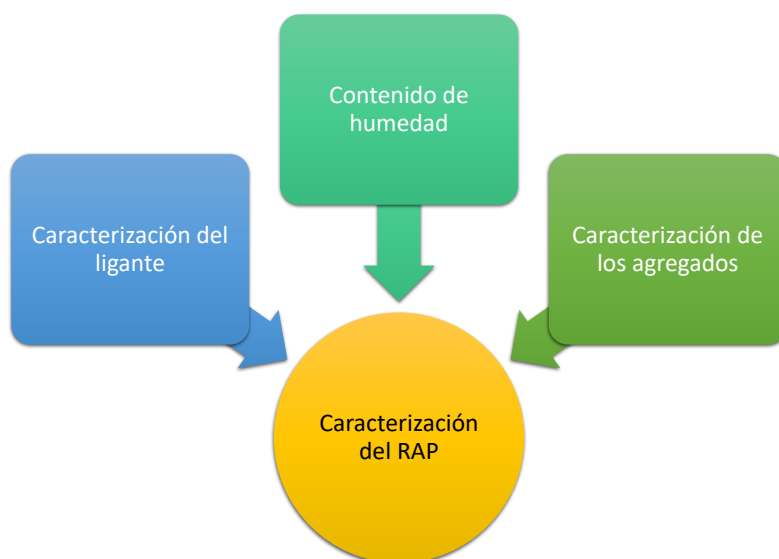 Contenido de
humedad
Caracterización del
ligante
Caracterización de
los agregados
Caracterización
del RAP